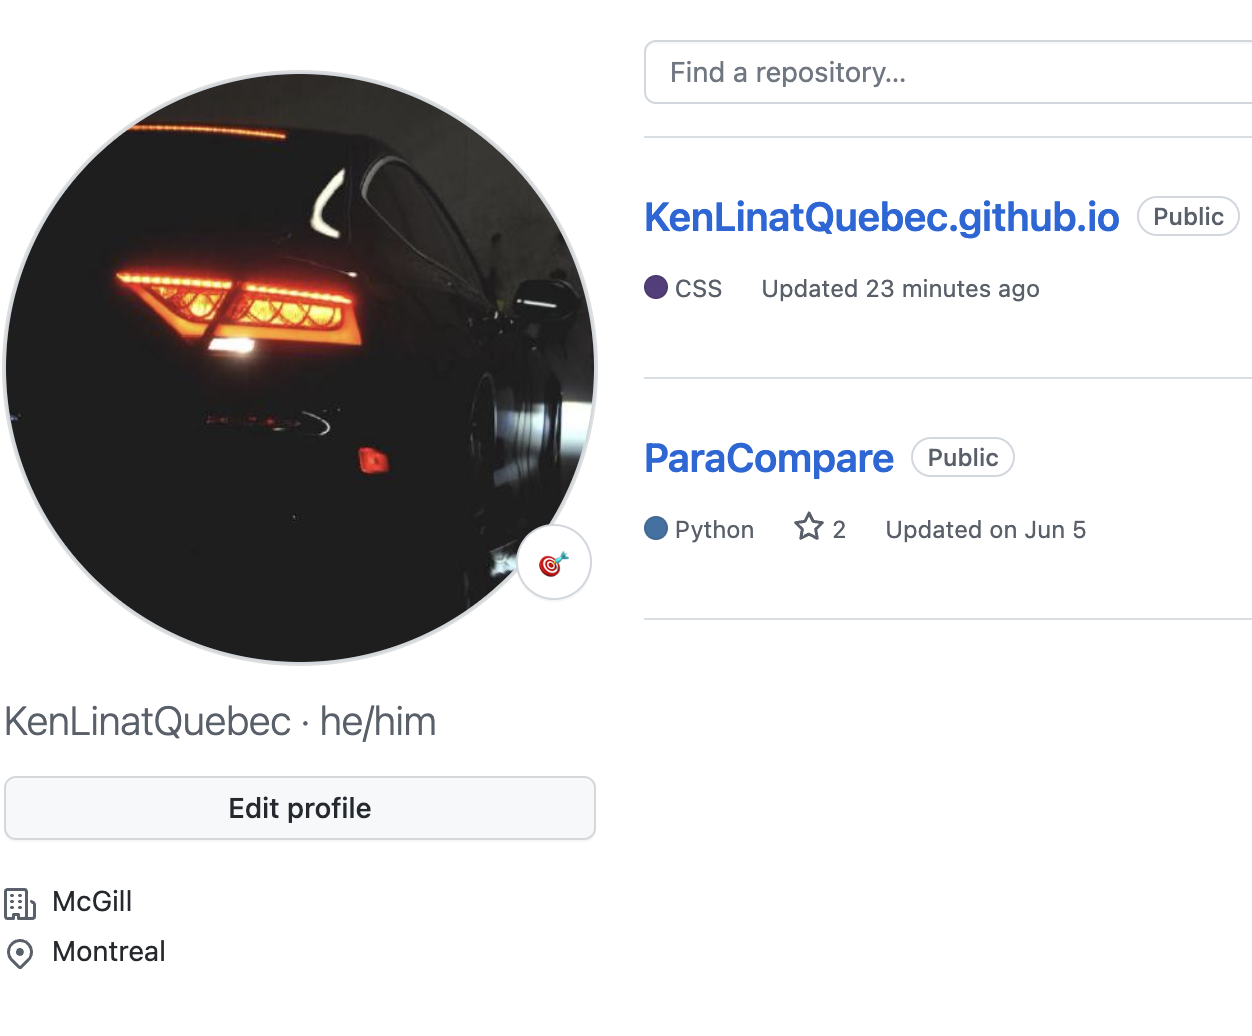 Find a repository...
KenLinatQuebec.github.io Public
CSS Updated 23 minutes ago
ParaCompare Public
Python 2 Updated on Jun 5
KenLinatQuebec · he/him
Edit profile
McGill
Montreal